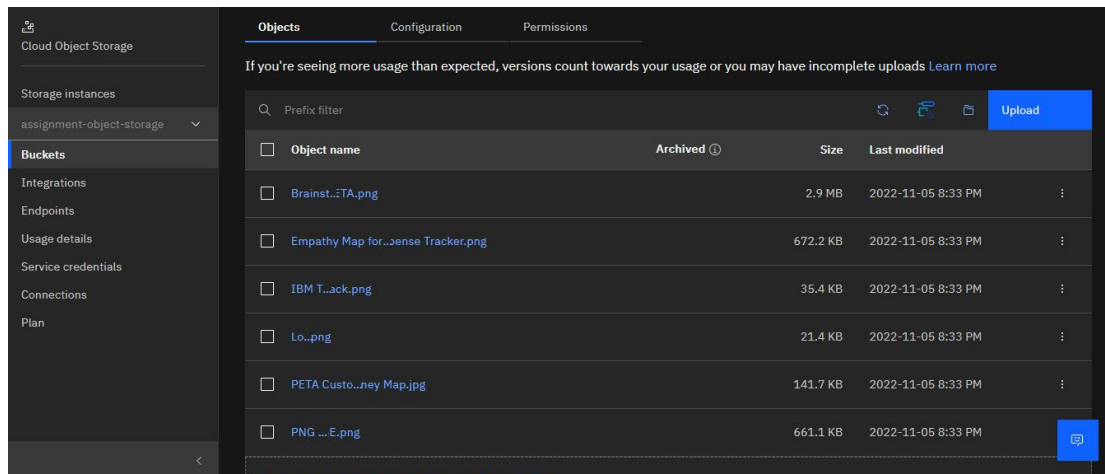 Cloud Object Storage
Storage instances
assignment-object-storage
Buckets
Integrations
Endpoints
Usage details
Service credentials
Connections
Plan
Objects Configuration Permissions
If you're seeing more usage than expected, versions count towards your usage or you may have incomplete uploads Learn more
Prefix filter Upload
Object name Archived Size Last modified
Brainst...ETA.png 2.9 MB 2022-11-05 8:33 PM
Empathy Map for...pense Tracker.png 672.2 KB 2022-11-05 8:33 PM
IBM T...ack.png 35.4 KB 2022-11-05 8:33 PM
Lo...png 21.4 KB 2022-11-05 8:33 PM
PETA Custo...ney Map.jpg 141.7 KB 2022-11-05 8:33 PM
PNG ...E.png 661.1 KB 2022-11-05 8:33 PM